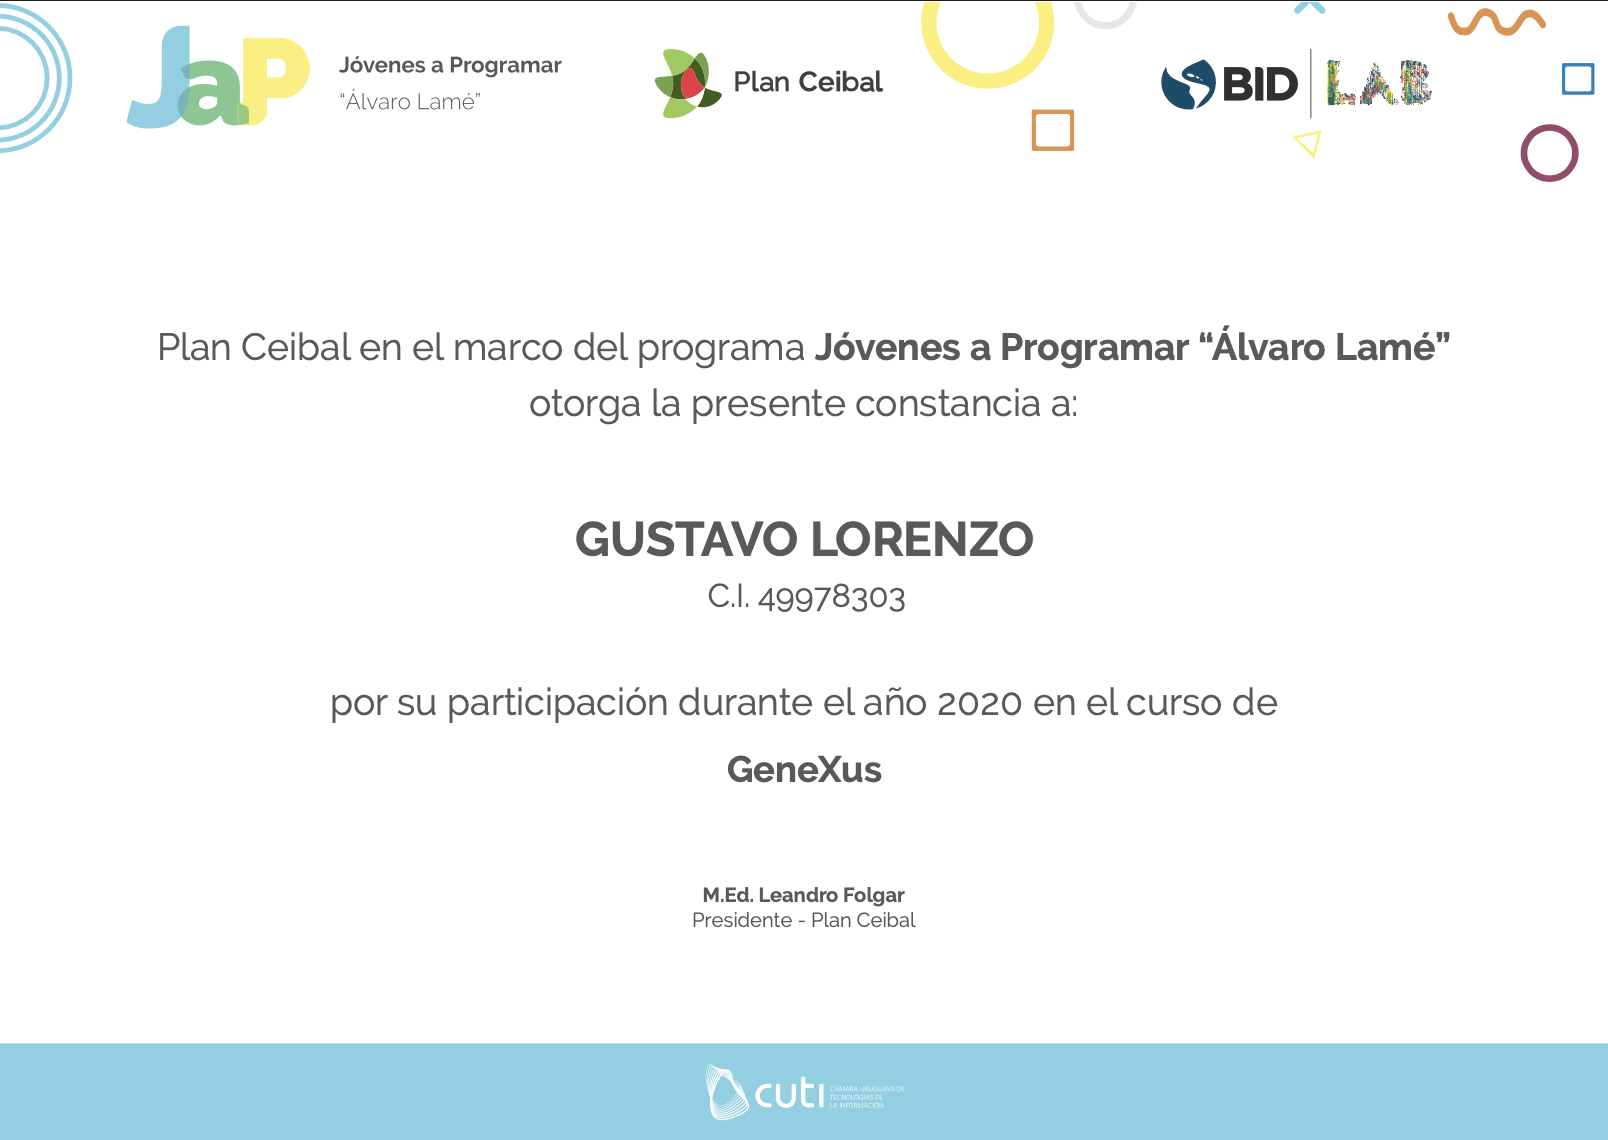 JaP
Jóvenes a Programar
“Álvaro Lamé”
Plan Ceibal
BID
LAB
Plan Ceibal en el marco del programa Jóvenes a Programar “Álvaro Lamé”
otorga la presente constancia a:
GUSTAVO LORENZO
C.I. 49978303
por su participación durante el año 2020 en el curso de
GeneXus
M.Ed. Leandro Folgar
Presidente - Plan Ceibal
cuti
CÁMARA URUGUAYA DE
TECNOLOGÍAS DE
LA INFORMACIÓN